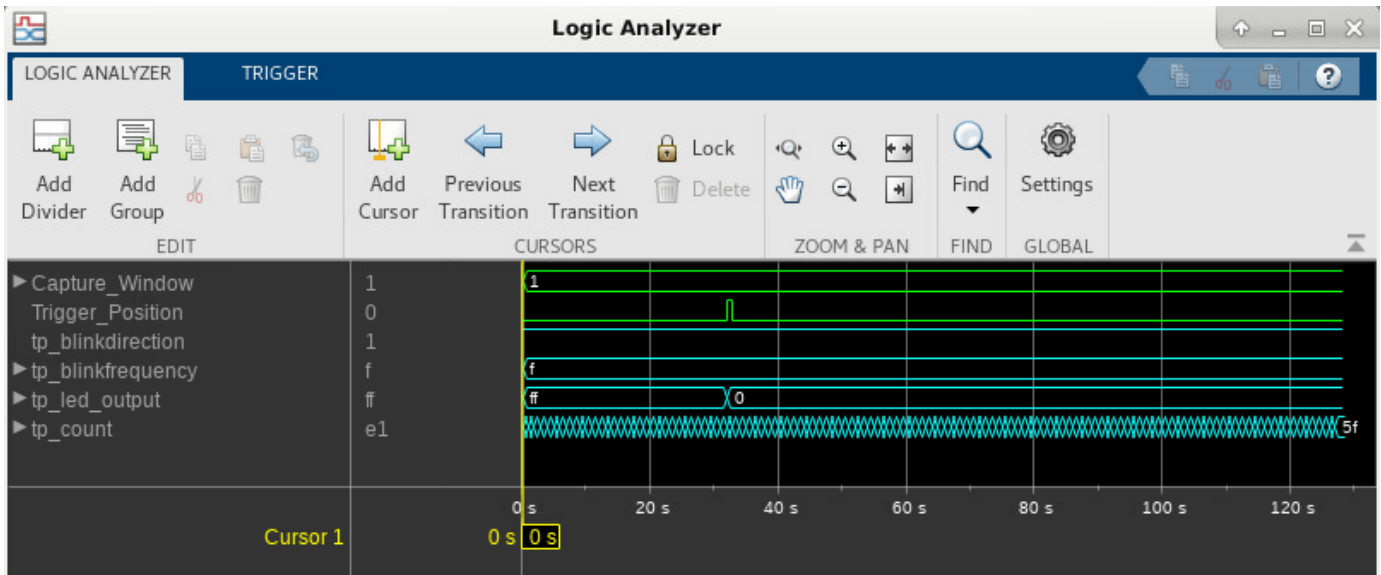 Logic Analyzer
LOGIC ANALYZER TRIGGER
?
Lock
Add Add Add Previous Next Delete Find Settings
Divider Group Cursor Transition Transition
EDIT CURSORS ZOOM & PAN FIND GLOBAL
Capture_Window 1 1
Trigger_Position 0
tp_blinkdirection 1
tp_blinkfrequency f f
tp_led_output ff ff 0
tp_count e1 5f
0 s 20 s 40 s 60 s 80 s 100 s 120 s
Cursor 1 0 s 0 s